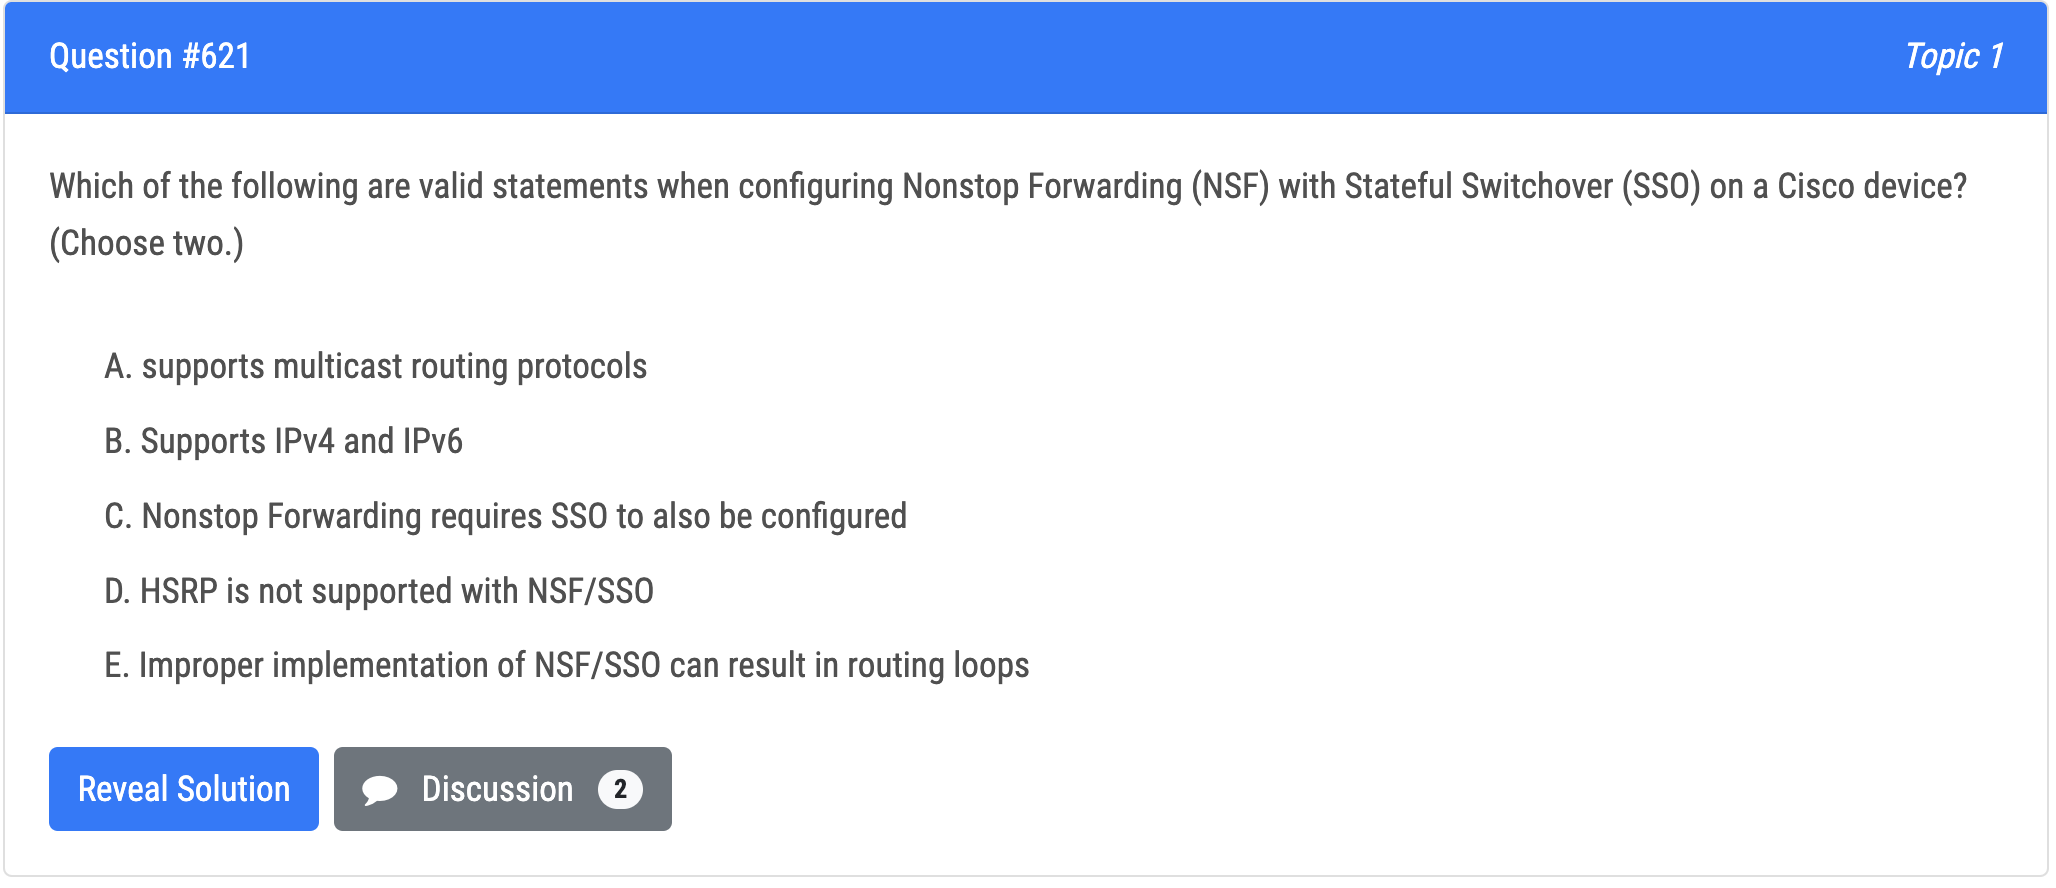 Question #621
Topic 1
Which of the following are valid statements when configuring Nonstop Forwarding (NSF) with Stateful Switchover (SSO) on a Cisco device?
(Choose two.)
A. supports multicast routing protocols
B. Supports IPv4 and IPv6
C. Nonstop Forwarding requires SSO to also be configured
D. HSRP is not supported with NSF/SSO
E. Improper implementation of NSF/SSO can result in routing loops
Reveal Solution
Discussion 2